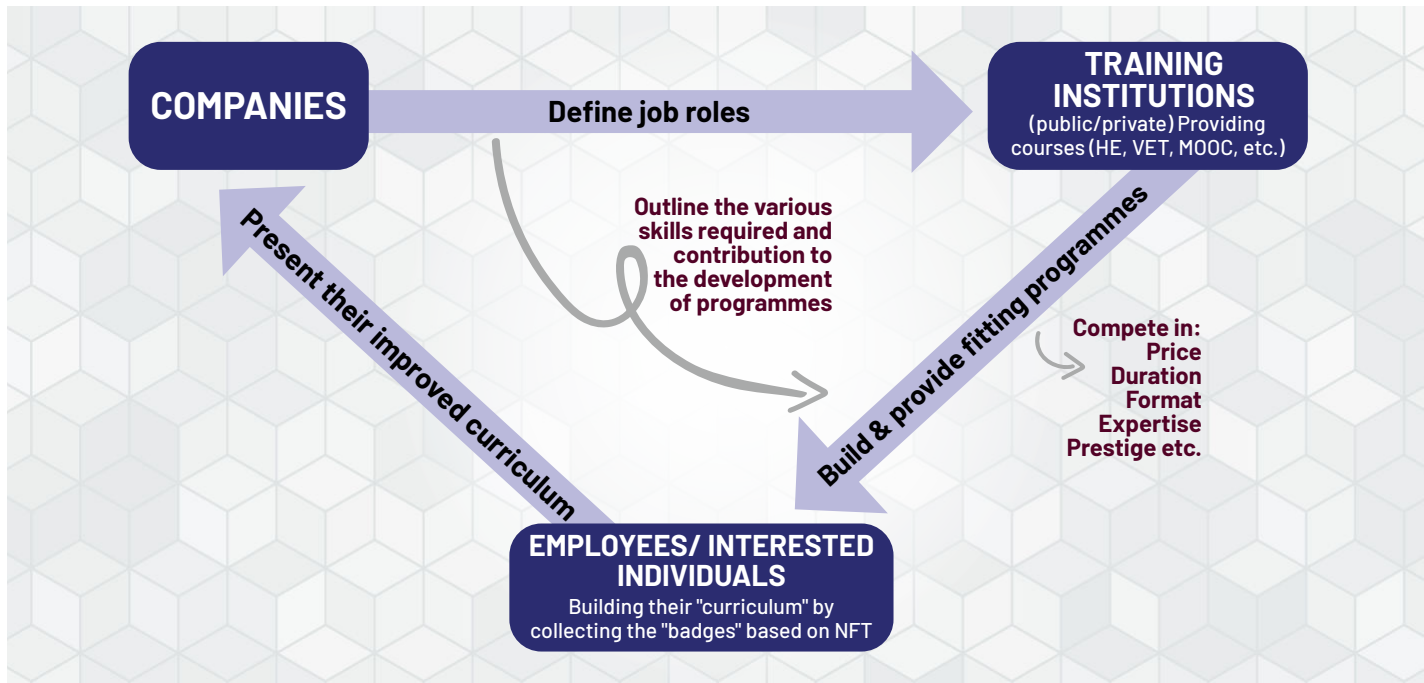 COMPANIES
Define job roles
TRAINING
INSTITUTIONS
(public/private) Providing
courses (HE, VET, MOOC, etc.)
Outline the various
skills required and
contribution to
the development
of programmes
Present their improved curriculum
Build & provide fitting programmes
Compete in:
Price
Duration
Format
Expertise
Prestige etc.
EMPLOYEES/ INTERESTED
INDIVIDUALS
Building their "curriculum" by
collecting the "badges" based on NFT